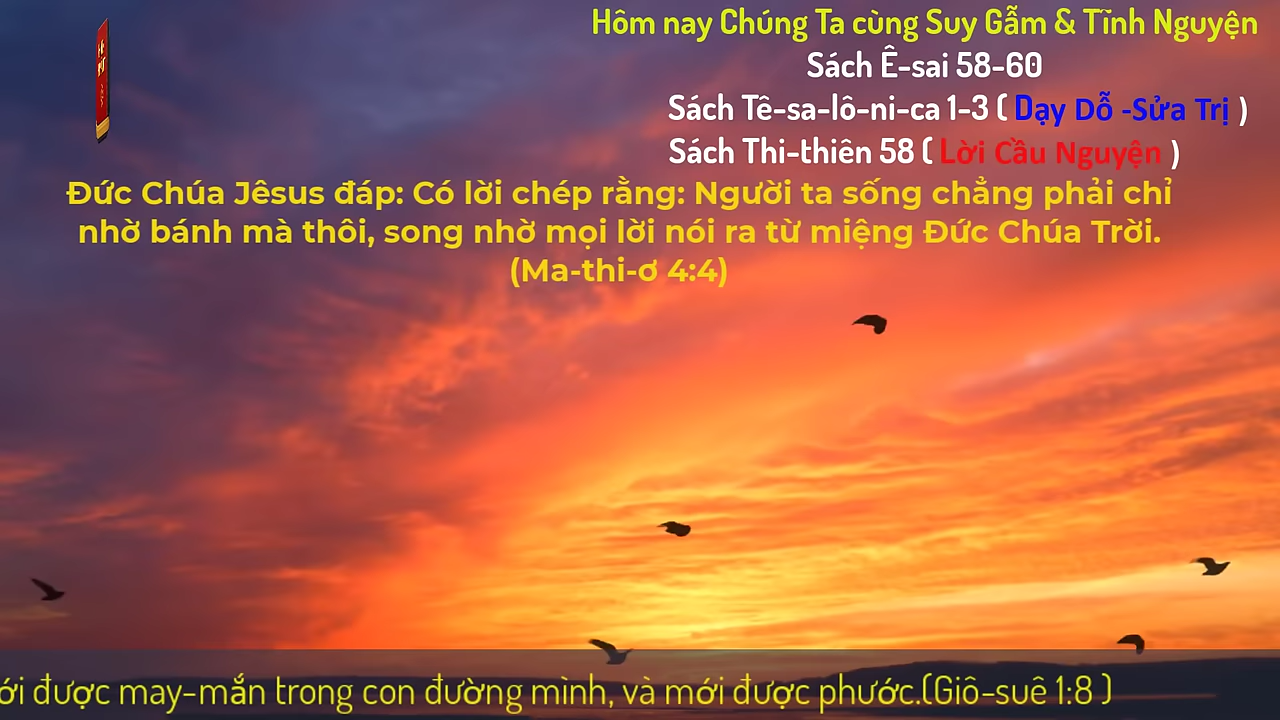 Hôm nay Chúng Ta cùng Suy Gẫm & Tĩnh Nguyện
Sách Ê-sai 58-60
Sách Tê-sa-lô-ni-ca 1-3 ( Dạy Dỗ -Sửa Trị )
Sách Thi-thiên 58 ( Lời Cầu Nguyện )
Đức Chúa Jêsus đáp: Có lời chép rằng: Người ta sống chẳng phải chỉ
nhờ bánh mà thôi, song nhờ mọi lời nói ra từ miệng Đức Chúa Trời.
(Ma-thi-ơ 4:4)
được may-mắn trong con đường mình, và mới được phước.(Giô-suê 1:8 )